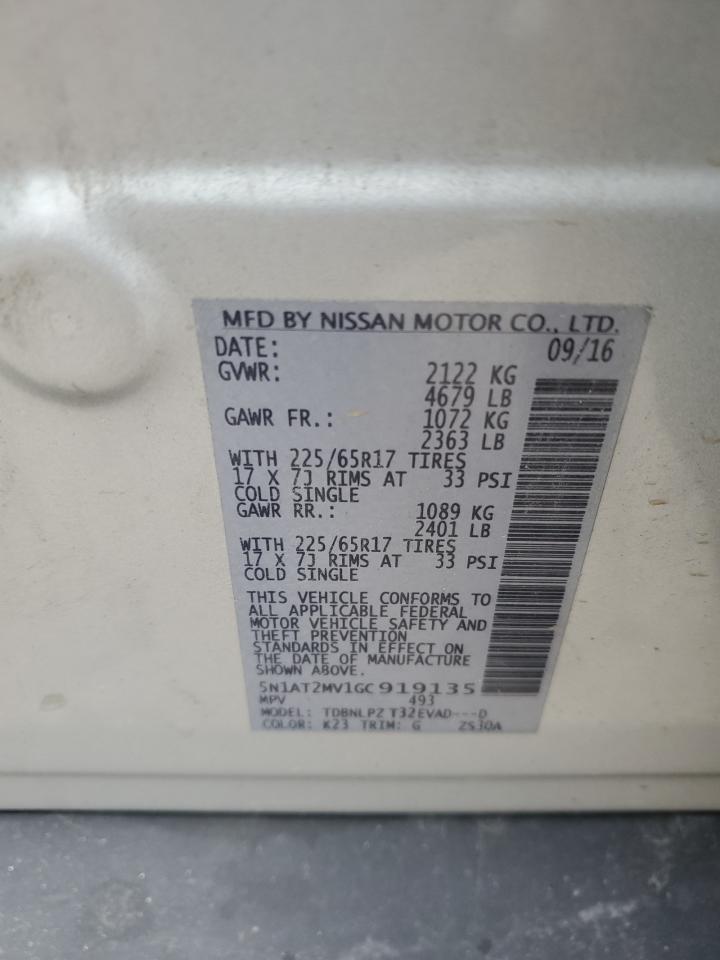 MFD BY NISSAN MOTOR CO., LTD.
DATE: 09/16
GVWR: 2122 KG
4679 LB
GAWR FR.: 1072 KG
2363 LB
WITH 225/65R17 TIRES
17 X 7J RIMS AT 33 PSI
COLD SINGLE
GAWR RR.: 1089 KG
2401 LB
WITH 225/65R17 TIRES
17 X 7J RIMS AT 33 PSI
COLD SINGLE
THIS VEHICLE CONFORMS TO
ALL APPLICABLE FEDERAL
MOTOR VEHICLE SAFETY AND
THEFT PREVENTION
STANDARDS IN EFFECT ON
THE DATE OF MANUFACTURE
SHOWN ABOVE.
5N1AT2MV1GC919135
MPV 493
MODEL: TDBNLPZ T32EVAD---D
COLOR: K23 TRIM: G ZS30A